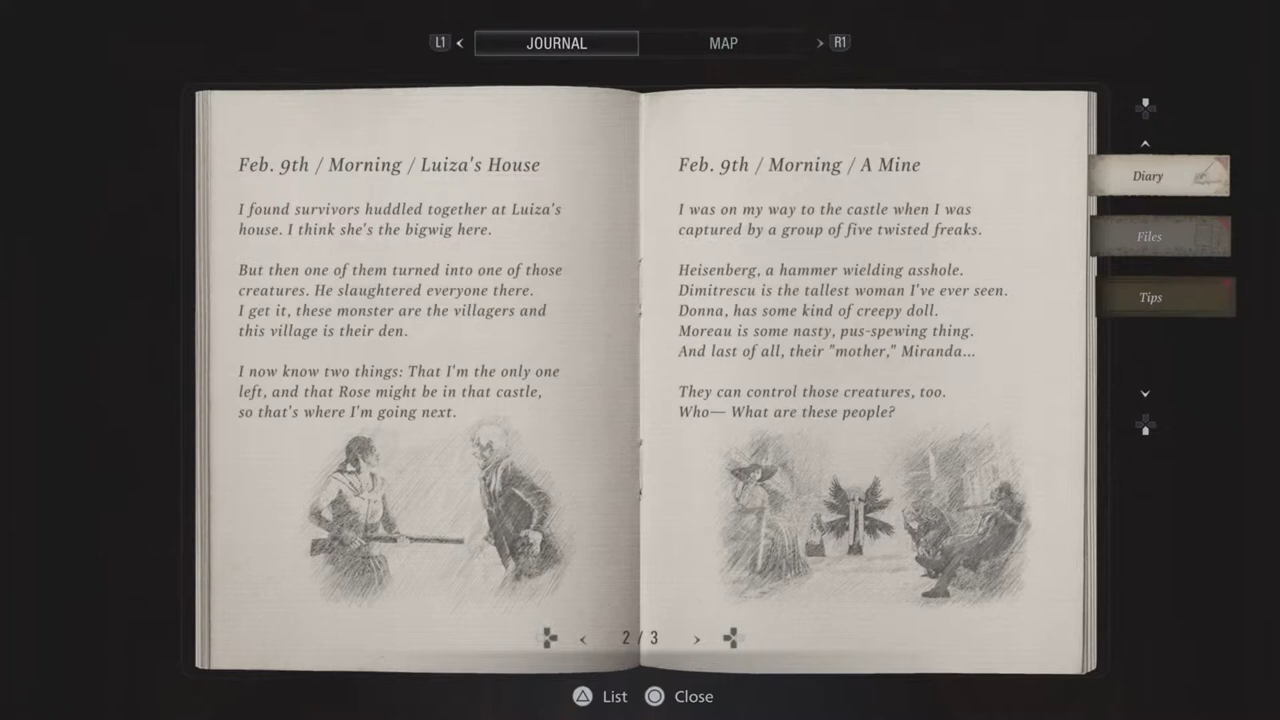 L1 JOURNAL MAP R1
Feb. 9th / Morning / Luiza's House
I found survivors huddled together at Luiza's
house. I think she's the bigwig here.
But then one of them turned into one of those
creatures. He slaughtered everyone there.
I get it, these monster are the villagers and
this village is their den.
I now know two things: That I'm the only one
left, and that Rose might be in that castle,
so that's where I'm going next.
Feb. 9th / Morning / A Mine
I was on my way to the castle when I was
captured by a group of five twisted freaks.
Heisenberg, a hammer wielding asshole.
Dimitrescu is the tallest woman I've ever seen.
Donna, has some kind of creepy doll.
Moreau is some nasty, pus-spewing thing.
And last of all, their "mother," Miranda...
They can control those creatures, too.
Who— What are these people?
Diary
Files
Tips
2 / 3
List Close